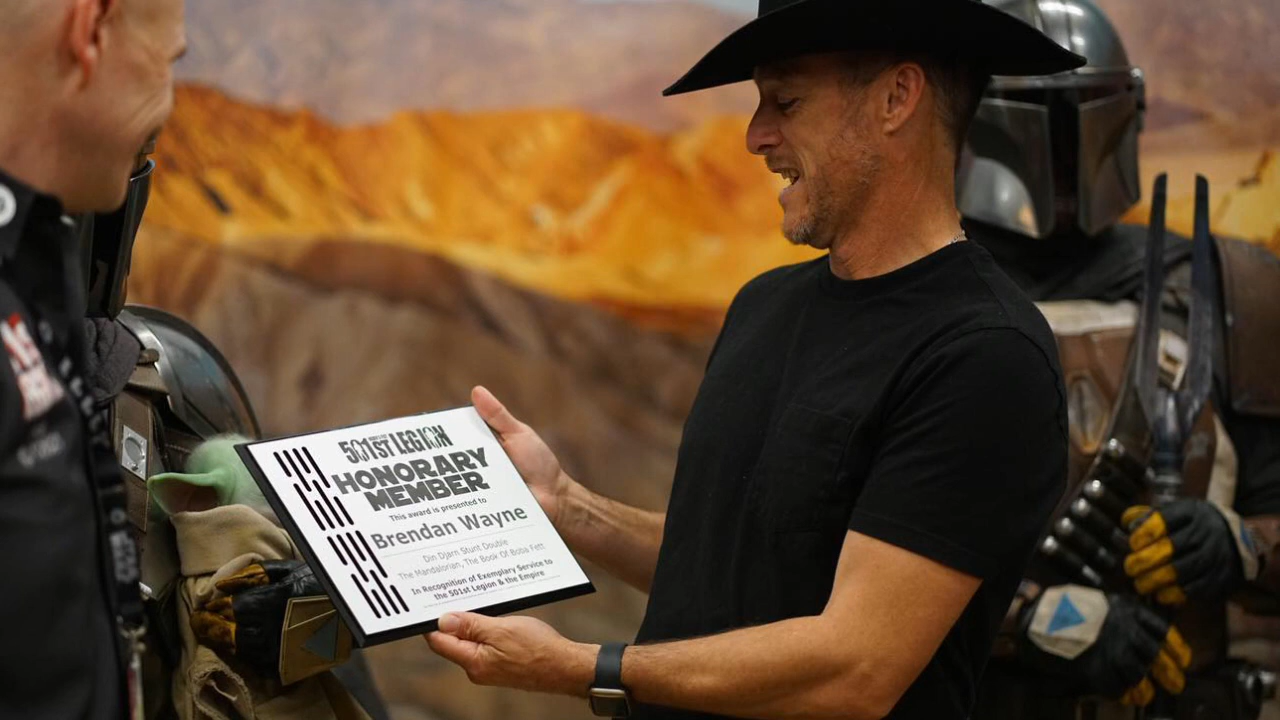 501ST LEGION
HONORARY
MEMBER
This award is presented to
Brendan Wayne
Din Djarin Stunt Double
The Mandalorian, The Book Of Boba Fett
In Recognition of Exemplary Service to
the 501st Legion & the Empire